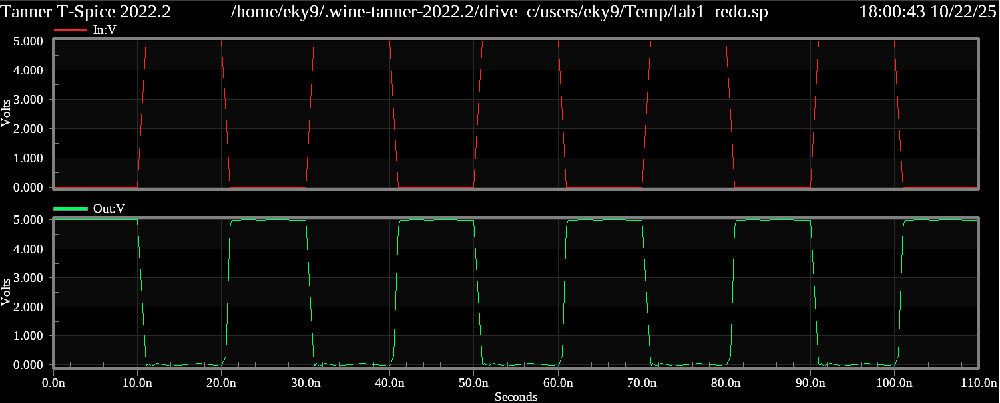 Tanner T-Spice 2022.2 /home/eky9/.wine-tanner-2022.2/drive_c/users/eky9/Temp/lab1_redo.sp 18:00:43 10/22/25
In:V
5.000
4.000
3.000
2.000
1.000
0.000
Volts
Out:V
5.000
4.000
3.000
2.000
1.000
0.000
Volts
0.0n 10.0n 20.0n 30.0n 40.0n 50.0n 60.0n 70.0n 80.0n 90.0n 100.0n 110.0n
Seconds